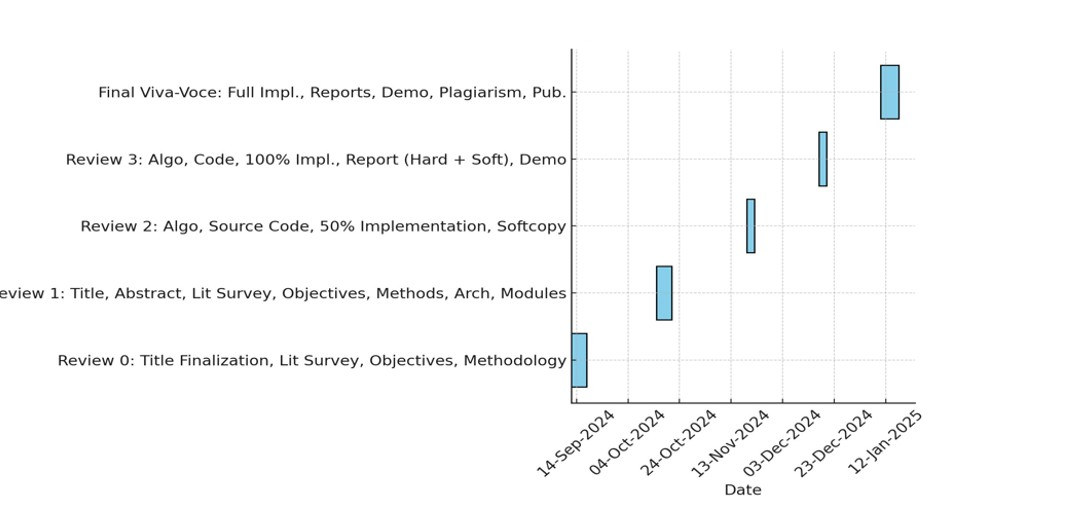 Final Viva-Voce: Full Impl., Reports, Demo, Plagiarism, Pub.
Review 3: Algo, Code, 100% Impl., Report (Hard + Soft), Demo
Review 2: Algo, Source Code, 50% Implementation, Softcopy
eview 1: Title, Abstract, Lit Survey, Objectives, Methods, Arch, Modules
Review 0: Title Finalization, Lit Survey, Objectives, Methodology
14-Sep-2024
04-Oct-2024
24-Oct-2024
13-Nov-2024
03-Dec-2024
23-Dec-2024
12-Jan-2025
Date